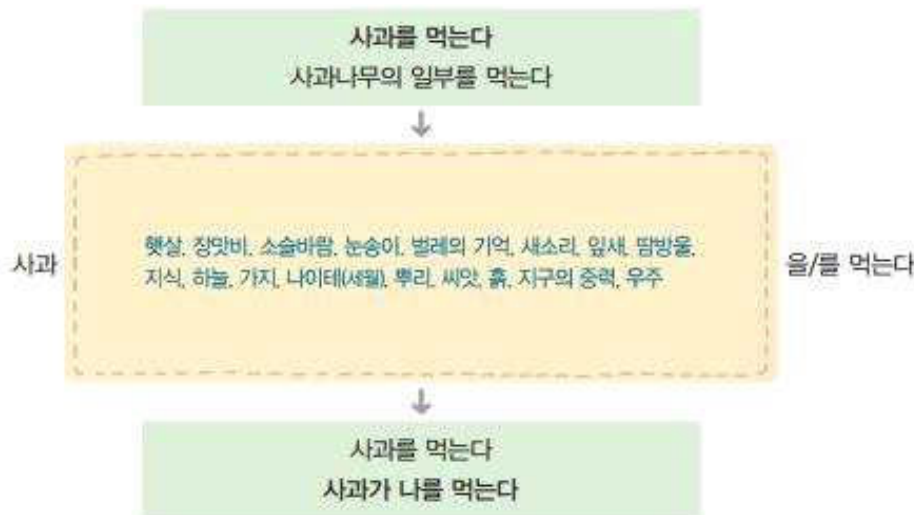 사과를 먹는다
사과나무의 일부를 먹는다
↓
햇살, 장맛비, 소슬바람, 눈송이, 벌레의 기억, 새소리, 잎새, 땀방울,
사과
을/를 먹는다
지식, 하늘, 가지, 나이테(세월), 뿌리, 씨앗, 흙, 지구의 중력, 우주
↓
사과를 먹는다
사과가 나를 먹는다